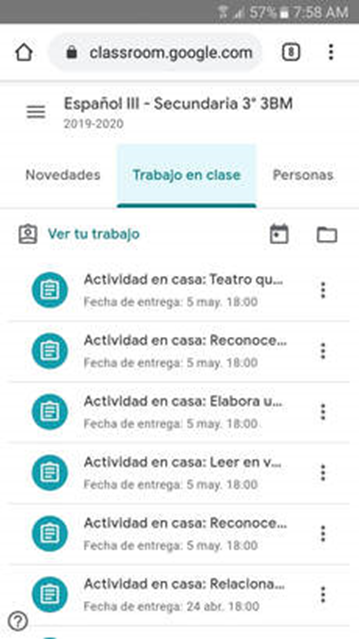 57% 7:58 AM
classroom.google.com 8
Español III - Secundaria 3° 3BM
2019-2020
Novedades Trabajo en clase Personas
Ver tu trabajo
Actividad en casa: Teatro qu...
Fecha de entrega: 5 may. 18:00
Actividad en casa: Reconoce...
Fecha de entrega: 5 may. 18:00
Actividad en casa: Elabora u...
Fecha de entrega: 5 may. 18:00
Actividad en casa: Leer en v...
Fecha de entrega: 5 may. 18:00
Actividad en casa: Reconoce...
Fecha de entrega: 5 may. 18:00
Actividad en casa: Relaciona...
Fecha de entrega: 24 abr. 18:00
?